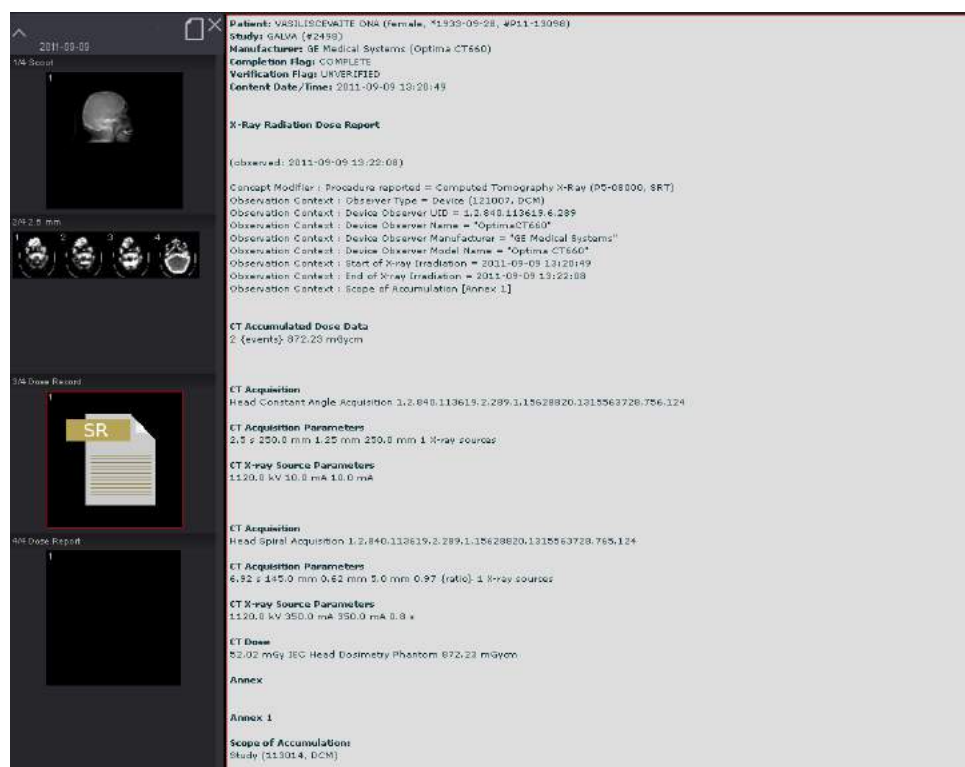 2011-09-09
1/4 Scout
1
2/4 2.5 mm
1 2 3 4
3/4 Dose Record
1
SR
4/4 Dose Report
1
Patient: VASILISCEVAITE ONA (female, *1933-09-28, #P11-13098)
Study: GALVA (#2498)
Manufacturer: GE Medical Systems (Optima CT660)
Completion Flag: COMPLETE
Verification Flag: UNVERIFIED
Content Date/Time: 2011-09-09 13:20:49
X-Ray Radiation Dose Report
(observed: 2011-09-09 13:22:08)
Concept Modifier : Procedure reported = Computed Tomography X-Ray (P5-08000, SRT)
Observation Context : Observer Type = Device (121007, DCM)
Observation Context : Device Observer UID = 1.2.840.113619.6.289
Observation Context : Device Observer Name = "OptimaCT660"
Observation Context : Device Observer Manufacturer = "GE Medical Systems"
Observation Context : Device Observer Model Name = "Optima CT660"
Observation Context : Start of X-ray Irradiation = 2011-09-09 13:20:49
Observation Context : End of X-ray Irradiation = 2011-09-09 13:22:08
Observation Context : Scope of Accumulation [Annex 1]
CT Accumulated Dose Data
2 {events} 872.23 mGycm
CT Acquisition
Head Constant Angle Acquisition 1.2.840.113619.2.289.1.15628820.1315563728.756.124
CT Acquisition Parameters
2.5 s 250.0 mm 1.25 mm 250.0 mm 1 X-ray sources
CT X-ray Source Parameters
1120.0 kV 10.0 mA 10.0 mA
CT Acquisition
Head Spiral Acquisition 1.2.840.113619.2.289.1.15628820.1315563728.765.124
CT Acquisition Parameters
6.92 s 145.0 mm 0.62 mm 5.0 mm 0.97 {ratio} 1 X-ray sources
CT X-ray Source Parameters
1120.0 kV 350.0 mA 350.0 mA 0.8 s
CT Dose
52.02 mGy IEC Head Dosimetry Phantom 872.23 mGycm
Annex
Annex 1
Scope of Accumulation:
Study (113014, DCM)